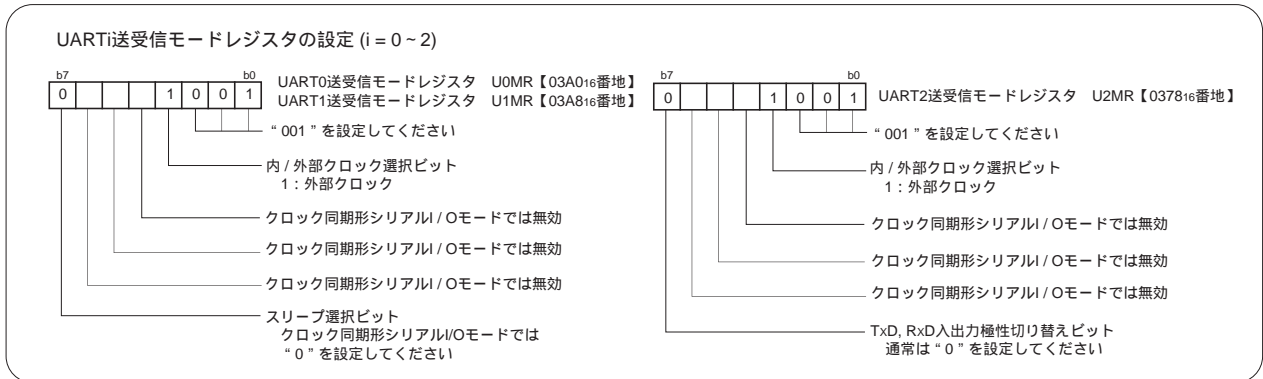 UARTi送受信モードレジスタの設定 (i = 0 ~ 2)
b7 b0
0 1 0 0 1
UART0送受信モードレジスタ U0MR【03A016番地】
UART1送受信モードレジスタ U1MR【03A816番地】
“ 001 ” を設定してください
内 / 外部クロック選択ビット
1 : 外部クロック
クロック同期形シリアルI / Oモードでは無効
クロック同期形シリアルI / Oモードでは無効
クロック同期形シリアルI / Oモードでは無効
スリープ選択ビット
クロック同期形シリアルI/Oモードでは
“ 0 ” を設定してください
b7 b0
0 1 0 0 1
UART2送受信モードレジスタ U2MR【037816番地】
“ 001 ” を設定してください
内 / 外部クロック選択ビット
1 : 外部クロック
クロック同期形シリアルI / Oモードでは無効
クロック同期形シリアルI / Oモードでは無効
クロック同期形シリアルI / Oモードでは無効
TxD, RxD入出力極性切り替えビット
通常は “ 0 ” を設定してください